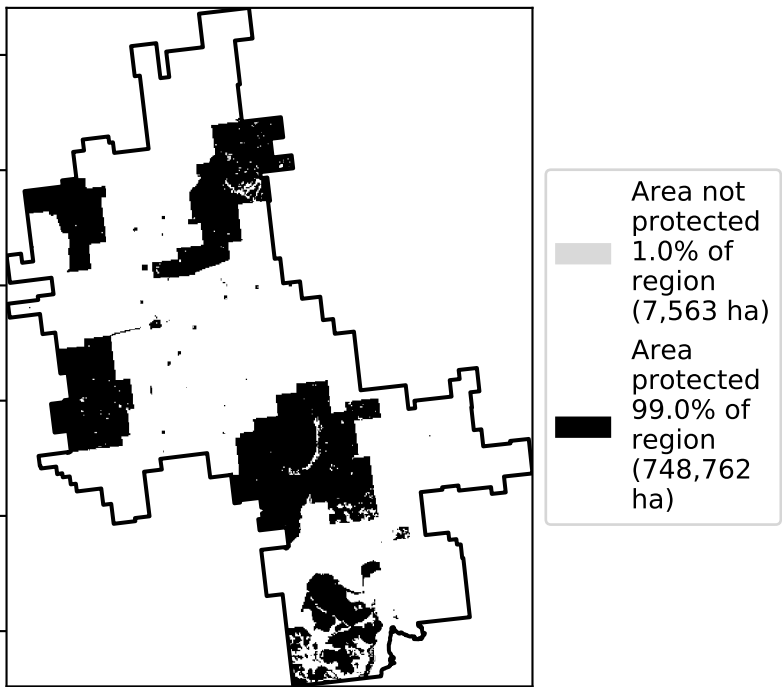 Area not
protected
1.0% of
region
(7,563 ha)
Area
protected
99.0% of
region
(748,762
ha)